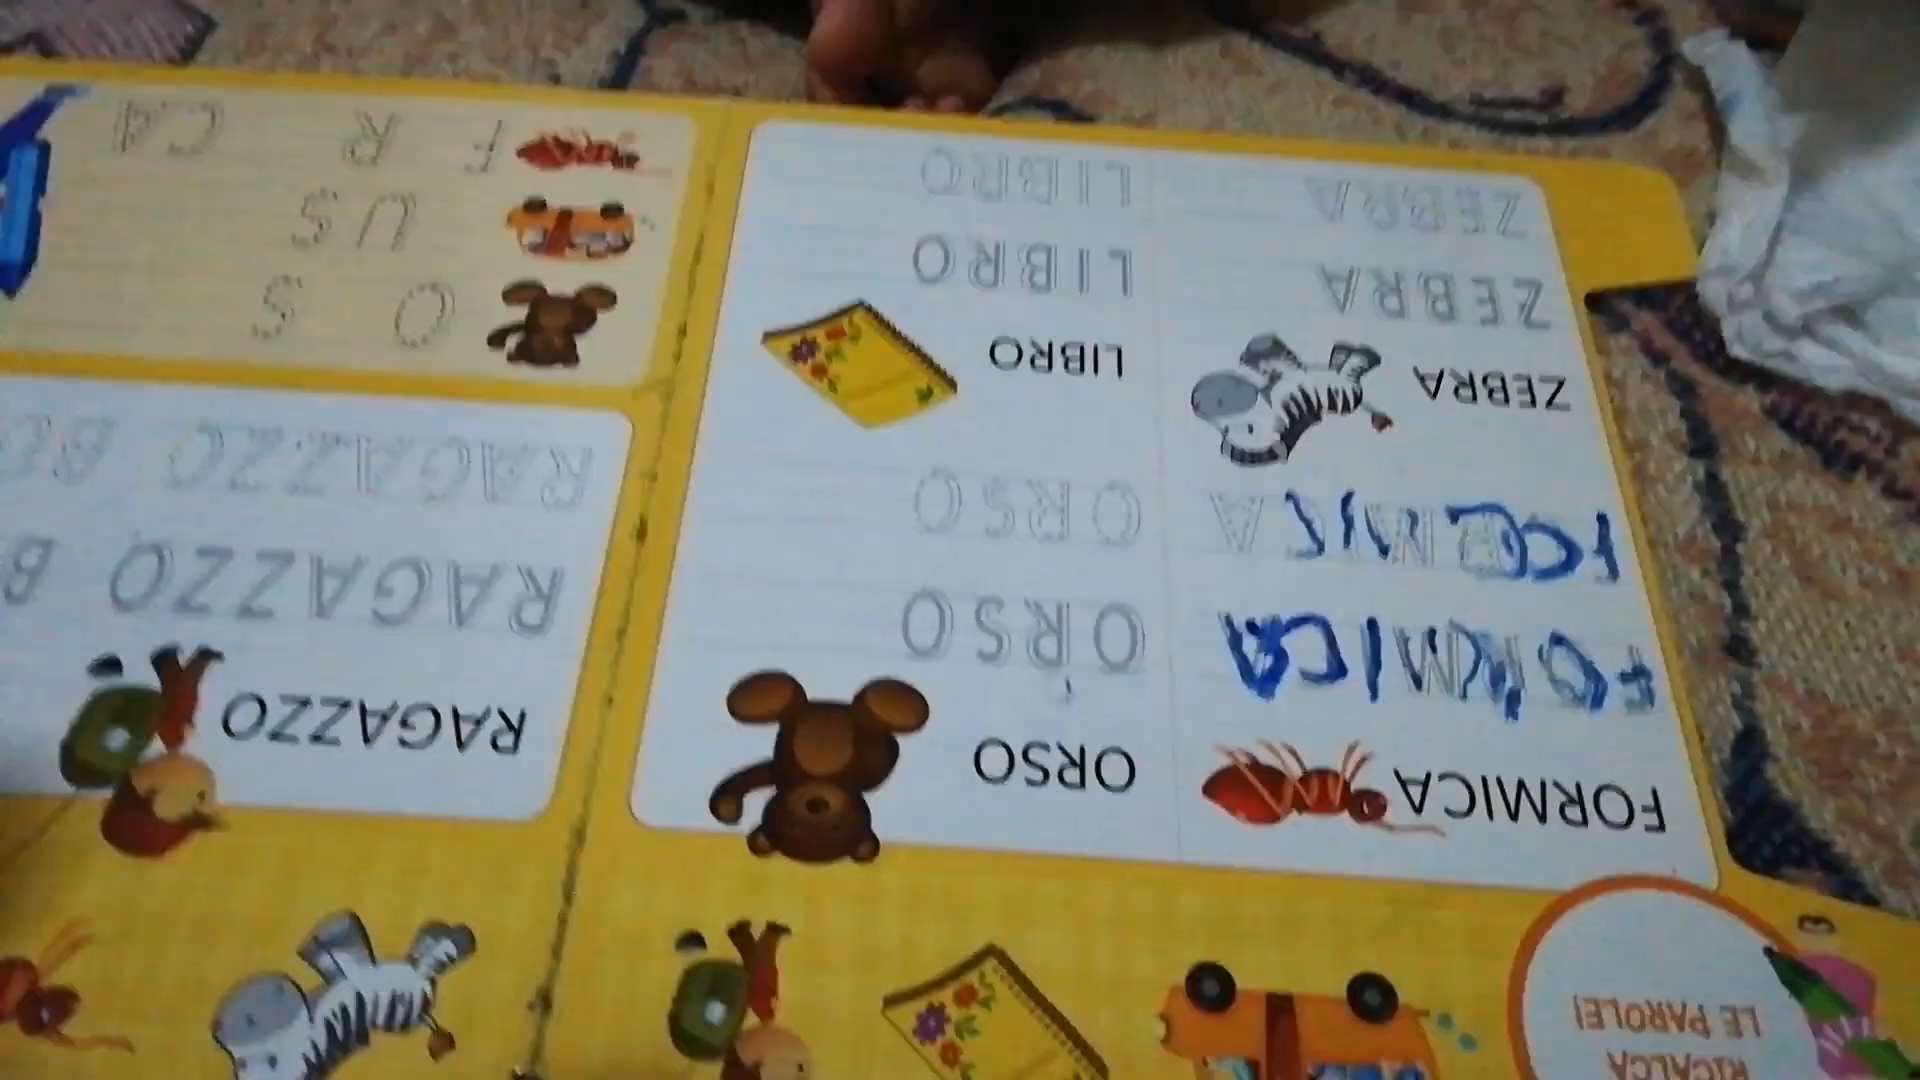 RICALCA
LE PAROLE!
FORMICA
FORMICA
FORMICA
ORSO
ORSO
ORSO
ZEBRA
ZEBRA
ZEBRA
LIBRO
LIBRO
LIBRO
RAGAZZO
RAGAZZO B
RAGAZZO
O S
US
F R CA